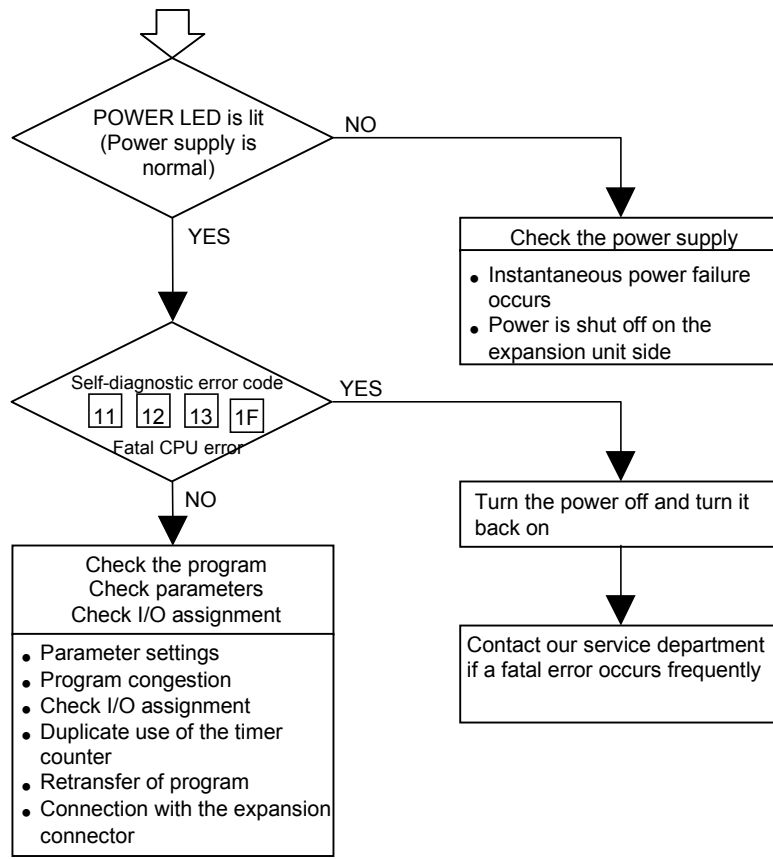 POWER LED is lit
(Power supply is
normal)
NO
YES
Check the power supply
• Instantaneous power failure
occurs
• Power is shut off on the
expansion unit side
Self-diagnostic error code
11 12 13 1F
Fatal CPU error
YES
NO
Turn the power off and turn it
back on
Check the program
Check parameters
Check I/O assignment
• Parameter settings
• Program congestion
• Check I/O assignment
• Duplicate use of the timer
counter
• Retransfer of program
• Connection with the expansion
connector
Contact our service department
if a fatal error occurs frequently